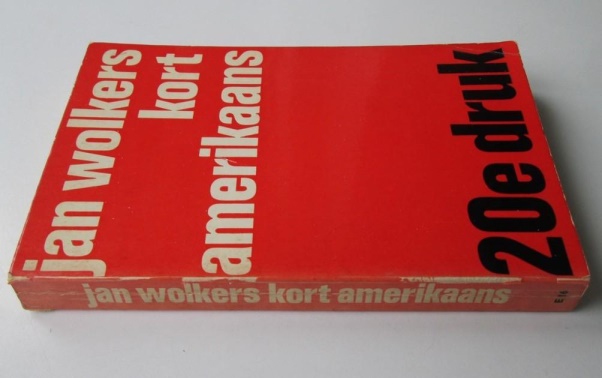 jan wolkers
kort
amerikaans
20e druk
jan wolkers kort amerikaans